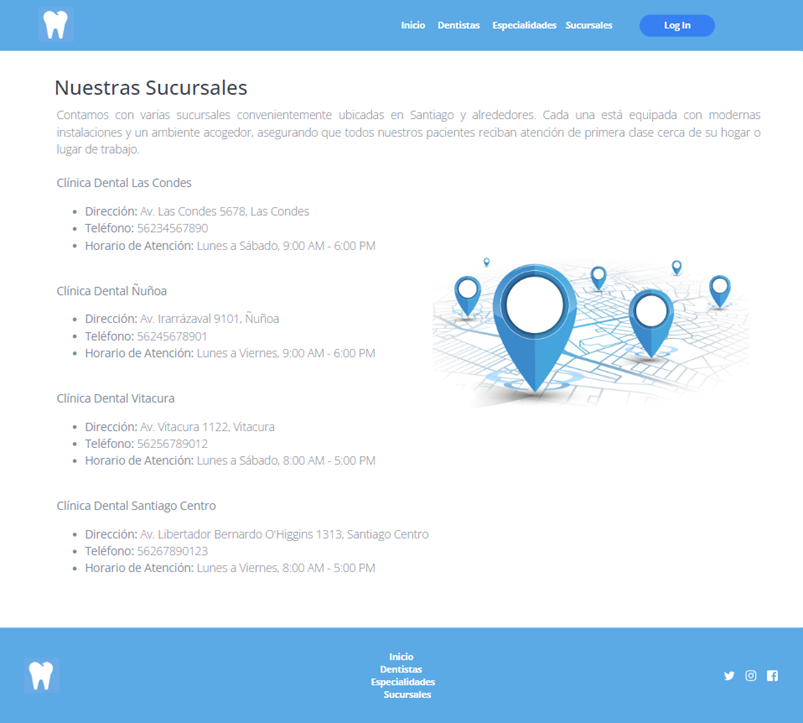 Inicio Dentistas Especialidades Sucursales Log In
Nuestras Sucursales
Contamos con varias sucursales convenientemente ubicadas en Santiago y alrededores. Cada una está equipada con modernas
instalaciones y un ambiente acogedor, asegurando que todos nuestros pacientes reciban atención de primera clase cerca de su hogar o
lugar de trabajo.
Clínica Dental Las Condes
• Dirección: Av. Las Condes 5678, Las Condes
• Teléfono: 56234567890
• Horario de Atención: Lunes a Sábado, 9:00 AM - 6:00 PM
Clínica Dental Ñuñoa
• Dirección: Av. Irarrázaval 9101, Ñuñoa
• Teléfono: 56245678901
• Horario de Atención: Lunes a Viernes, 9:00 AM - 6:00 PM
Clínica Dental Vitacura
• Dirección: Av. Vitacura 1122, Vitacura
• Teléfono: 56256789012
• Horario de Atención: Lunes a Sábado, 8:00 AM - 5:00 PM
Clínica Dental Santiago Centro
• Dirección: Av. Libertador Bernardo O'Higgins 1313, Santiago Centro
• Teléfono: 56267890123
• Horario de Atención: Lunes a Viernes, 8:00 AM - 5:00 PM
Inicio
Dentistas
Especialidades
Sucursales